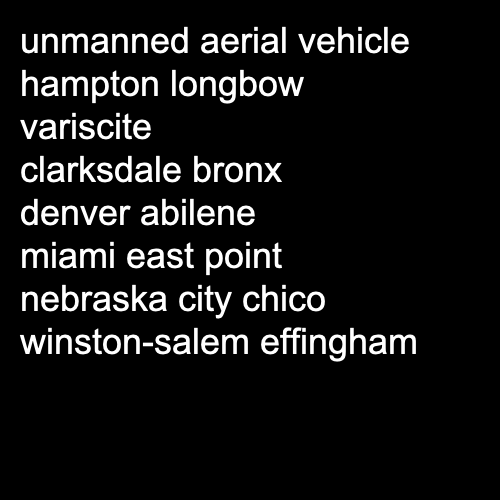 unmanned aerial vehicle
hampton longbow
variscite
clarksdale bronx
denver abilene
miami east point
nebraska city chico
winston-salem effingham